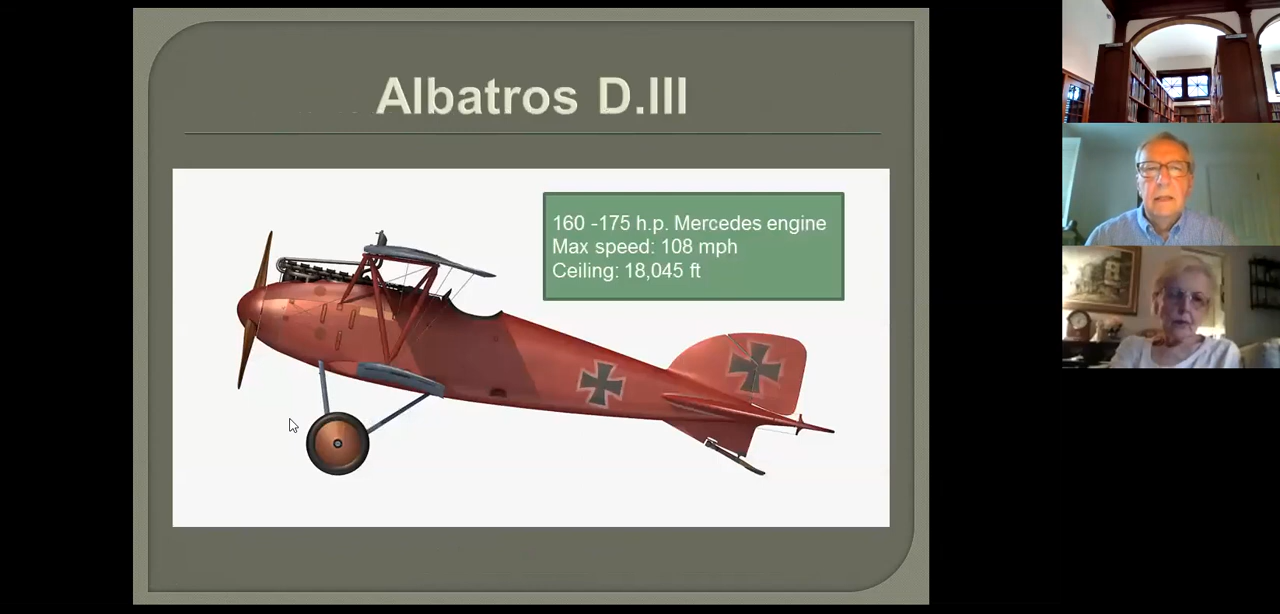 Albatros D.III
160 -175 h.p. Mercedes engine
Max speed: 108 mph
Ceiling: 18,045 ft